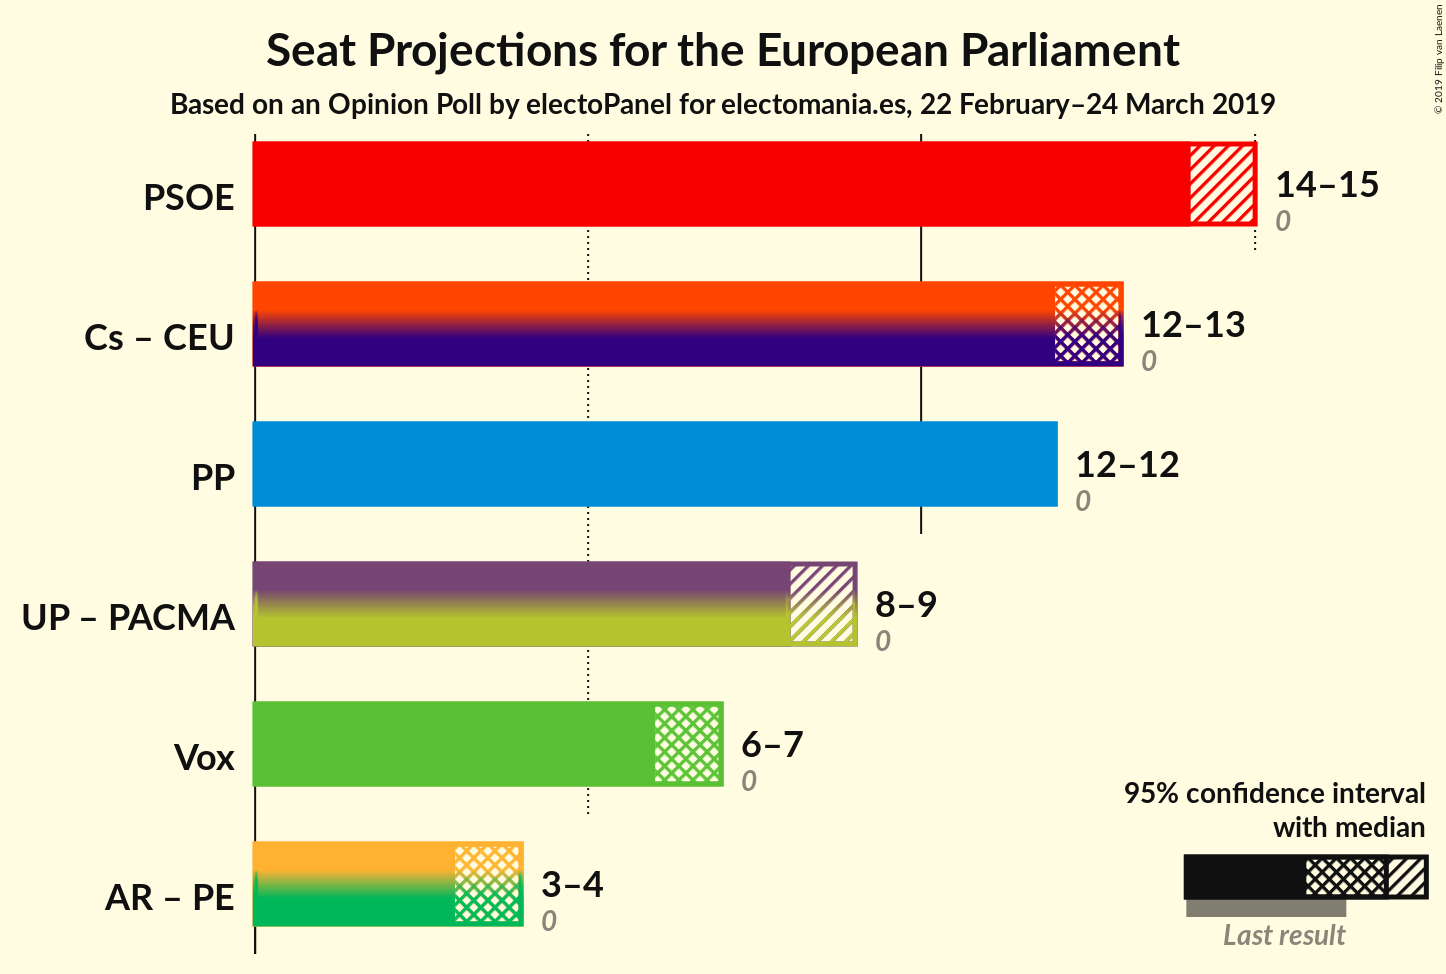 Seat Projections for the European Parliament
Based on an Opinion Poll by electoPanel for electomania.es, 22 February–24 March 2019
© 2019 Filip van Laenen
PSOE
14–15
0
Cs – CEU
12–13
0
PP
12–12
0
UP – PACMA
8–9
0
Vox
6–7
0
AR – PE
3–4
0
95% confidence interval
with median
Last result